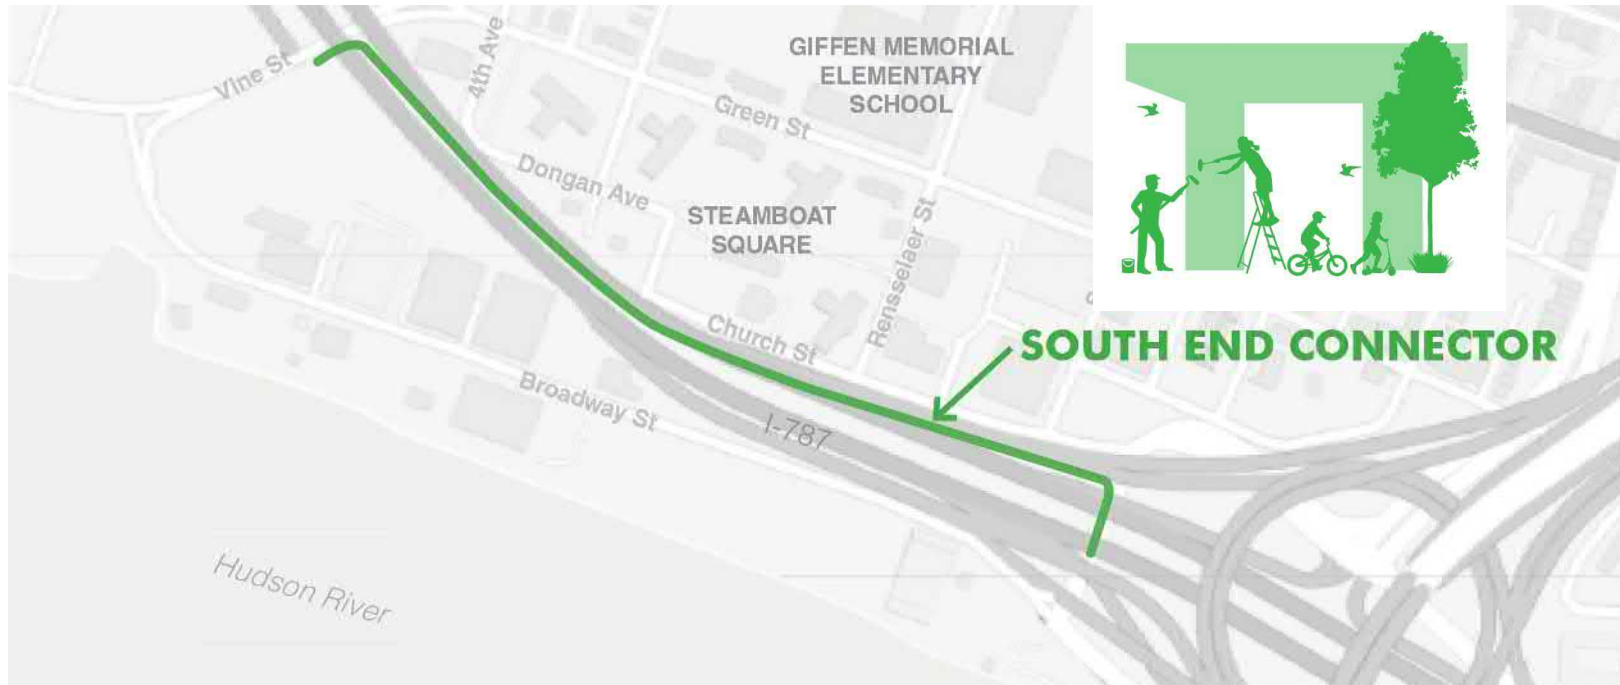 GIFFEN MEMORIAL
ELEMENTARY
SCHOOL
4th Ave
Vine St
Green St
Dongan Ave
STEAMBOAT
SQUARE
Rensselaer St
Church St
SOUTH END CONNECTOR
Broadway St
I-787
Hudson River